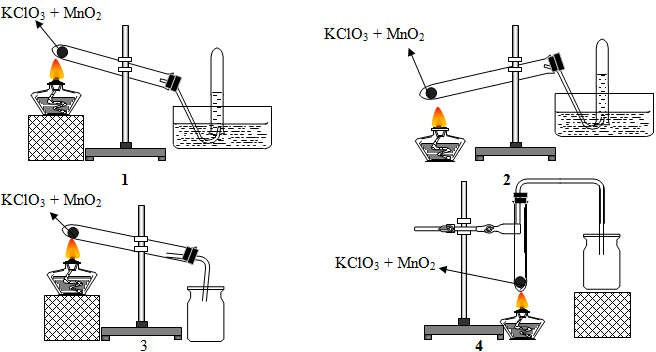 KClO3 + MnO2
1
KClO3 + MnO2
2
KClO3 + MnO2
3
KClO3 + MnO2
4